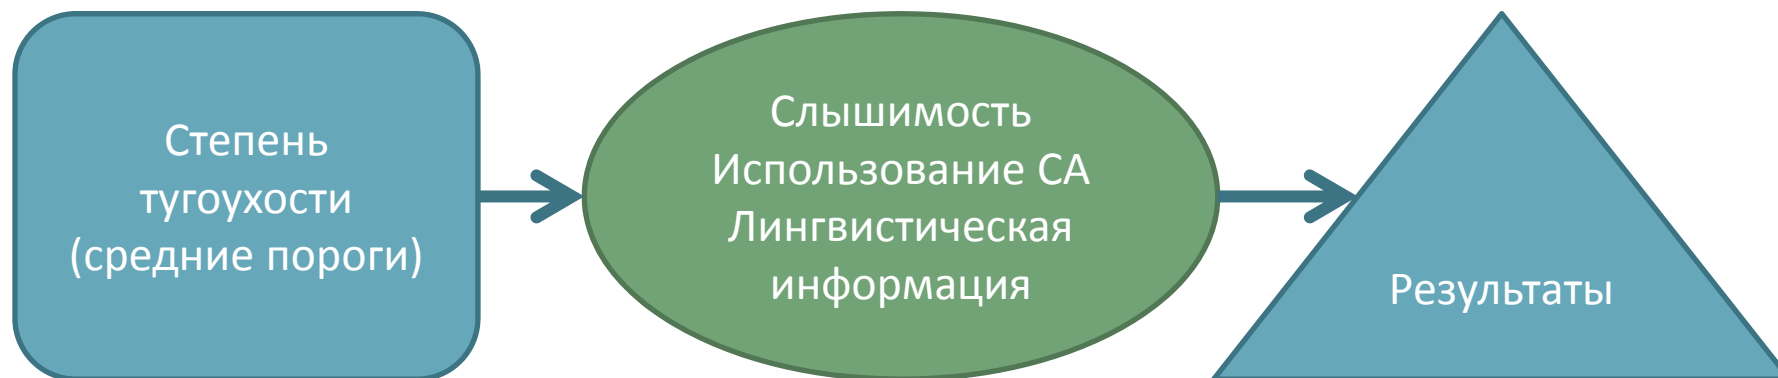 Степень
тугоухости
(средние пороги)
Слышимость
Использование СА
Лингвистическая
информация
Результаты